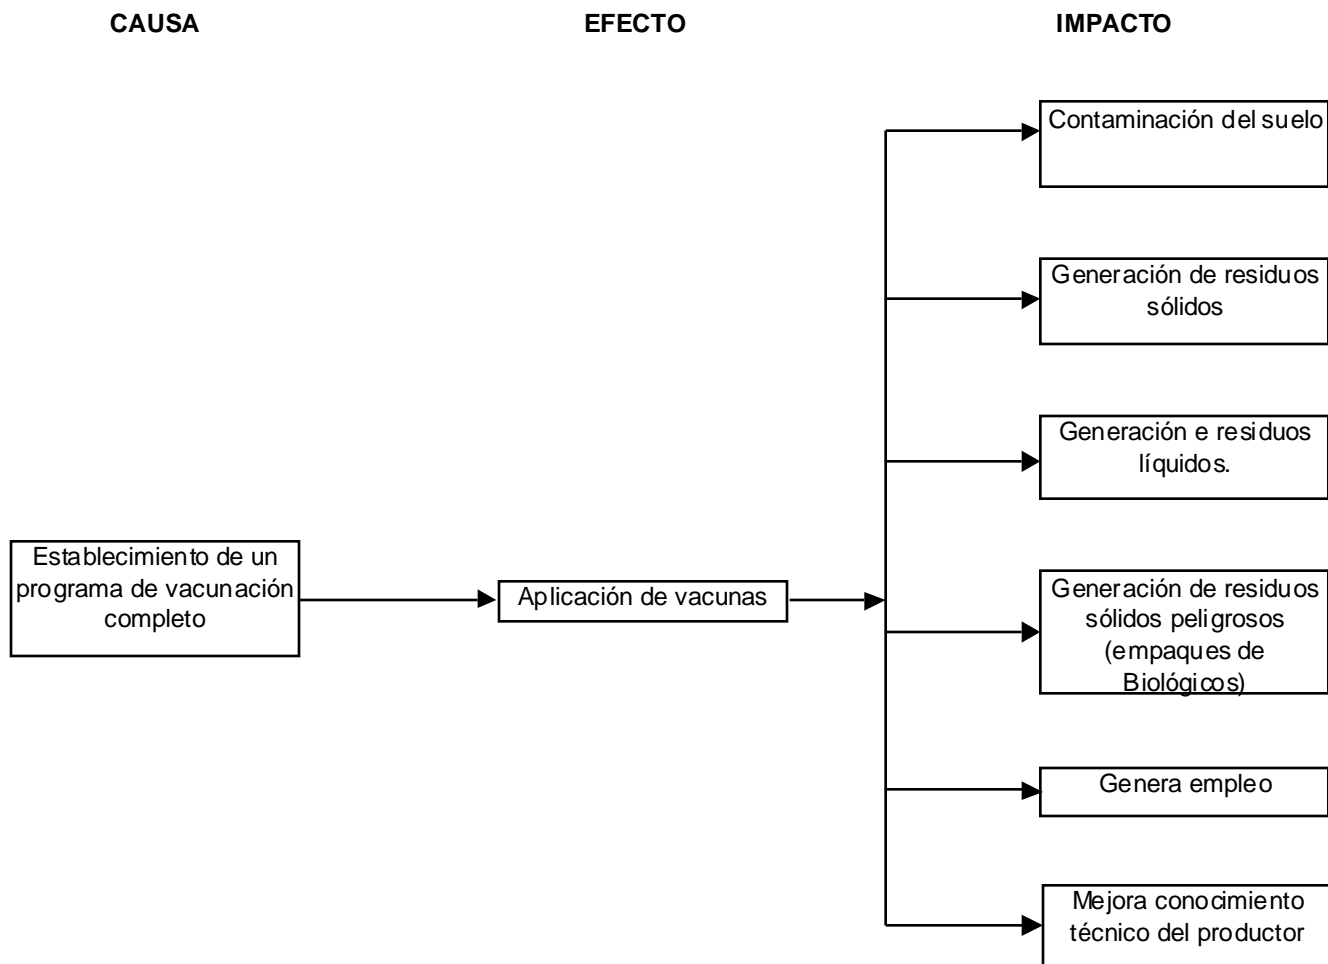 CAUSA
EFECTO
IMPACTO
Contaminación del suelo
Generación de residuos
sólidos
Generación e residuos
líquidos.
Establecimiento de un
programa de vacunación
completo
Aplicación de vacunas
Generación de residuos
sólidos peligrosos
(empaques de
Biológicos)
Genera empleo
Mejora conocimiento
técnico del productor